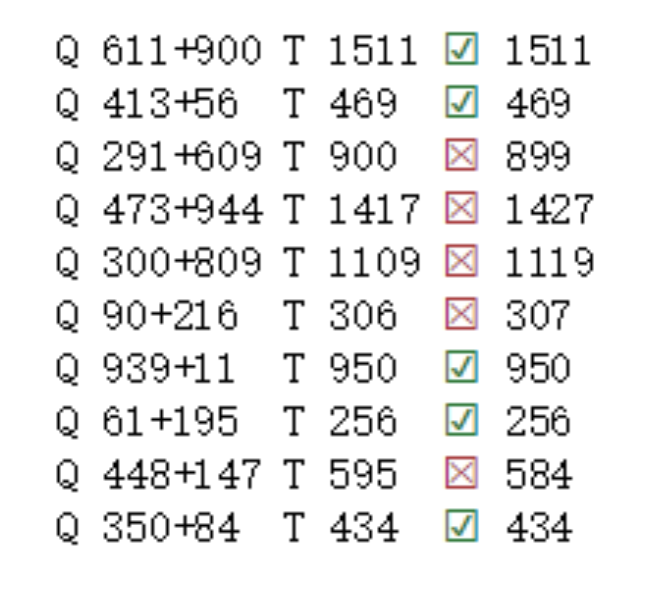 Q 611+900 T 1511 ☑ 1511
Q 413+56 T 469 ☑ 469
Q 291+609 T 900 ☒ 899
Q 473+944 T 1417 ☒ 1427
Q 300+809 T 1109 ☒ 1119
Q 90+216 T 306 ☒ 307
Q 939+11 T 950 ☑ 950
Q 61+195 T 256 ☑ 256
Q 448+147 T 595 ☒ 584
Q 350+84 T 434 ☑ 434